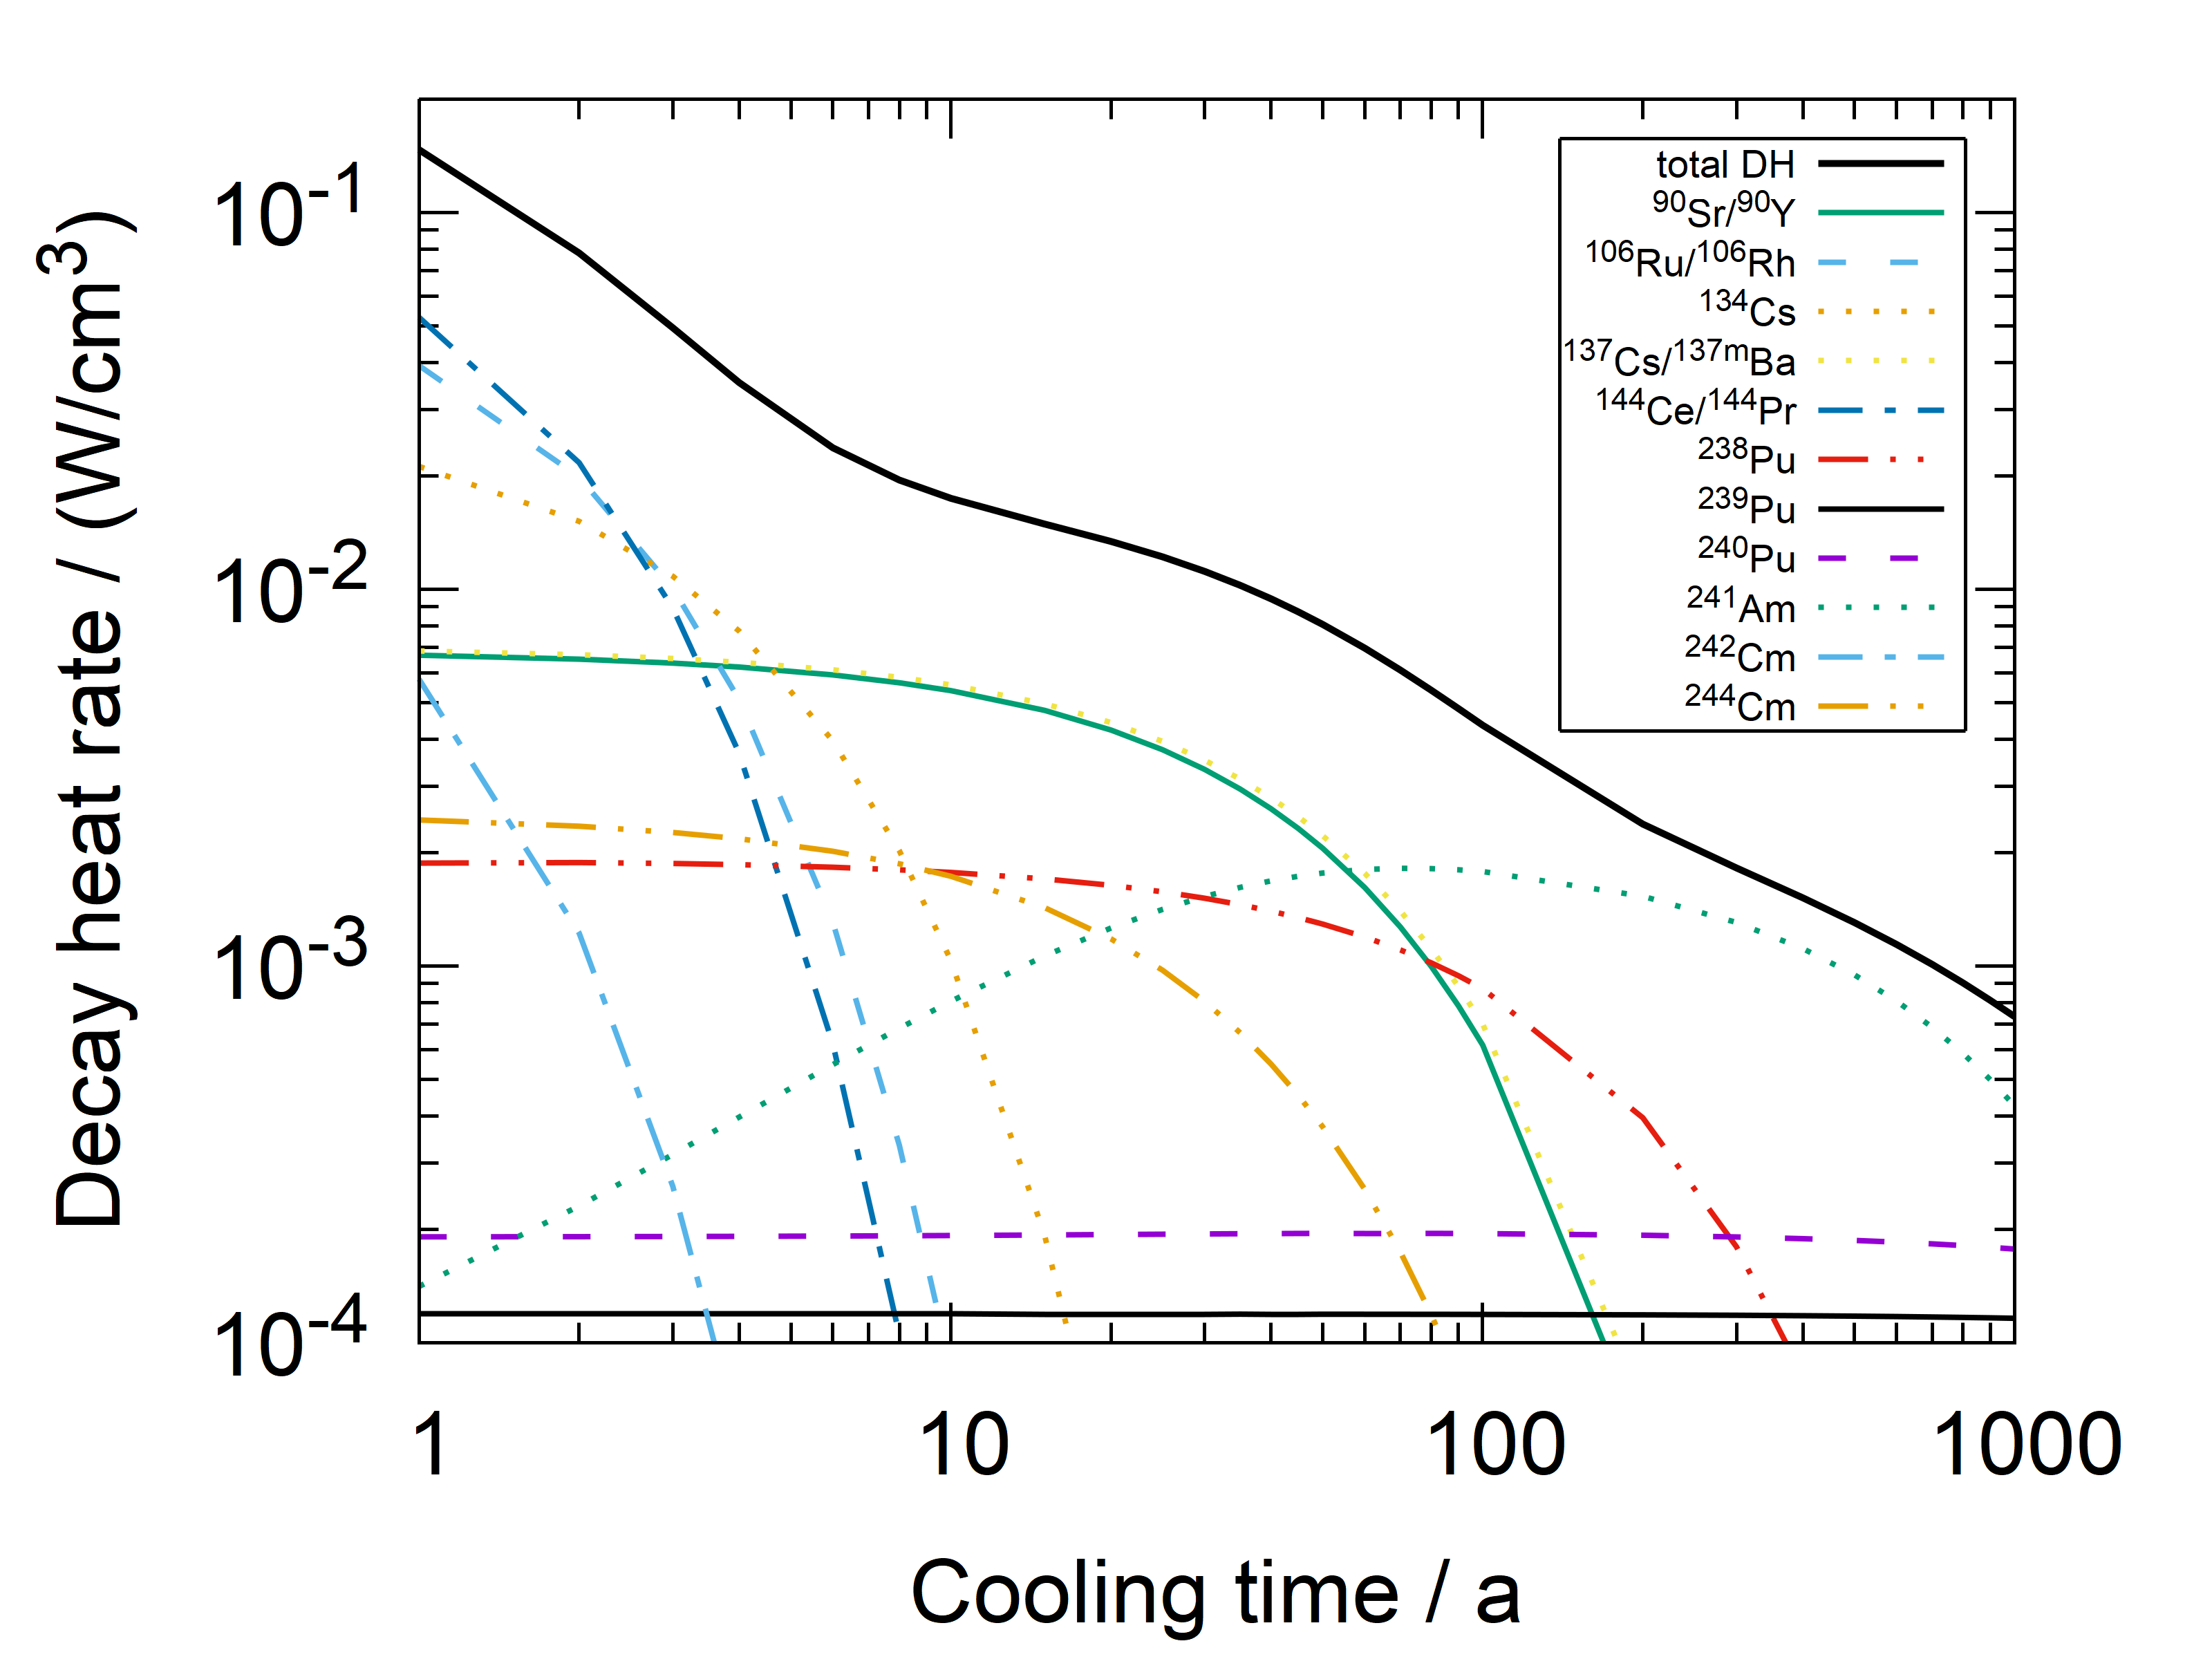 Decay heat rate / (W/cm³)
10⁻¹
10⁻²
10⁻³
10⁻⁴
total DH
⁹⁰Sr/⁹⁰Y
¹⁰⁶Ru/¹⁰⁶Rh
¹³⁴Cs
¹³⁷Cs/¹³⁷ᵐBa
¹⁴⁴Ce/¹⁴⁴Pr
²³⁸Pu
²³⁹Pu
²⁴⁰Pu
²⁴¹Am
²⁴²Cm
²⁴⁴Cm
1 10 100 1000
Cooling time / a